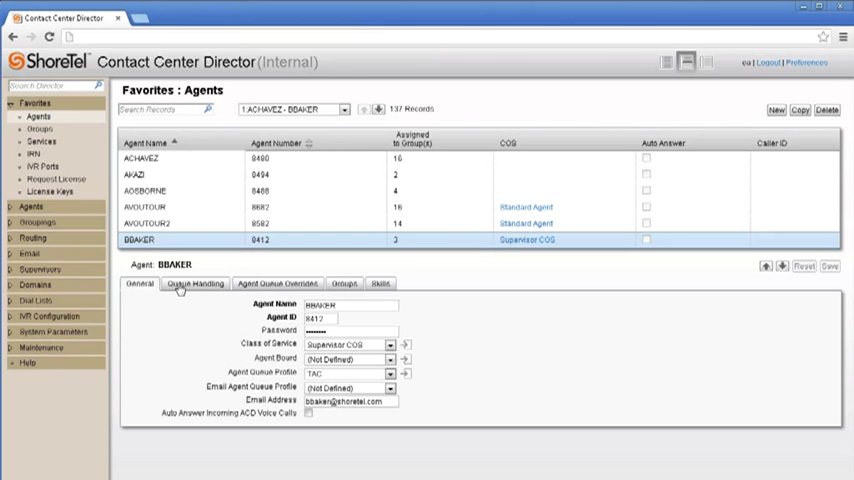 Contact Center Director
ShoreTel Contact Center Director (Internal)
ea | Logout | Preferences
Search Director
Favorites
Agents
Groups
Services
IRN
IVR Ports
Request License
License Keys
Agents
Groupings
Routing
Email
Supervisors
Domains
Dial Lists
IVR Configuration
System Parameters
Maintenance
Help
Favorites : Agents
Search Records 1:ACHAVEZ - BBAKER 137 Records New Copy Delete
Agent Name Agent Number Assigned to Group(s) COS Auto Answer Caller ID
ACHAVEZ 8480 16
AKAZI 8494 2
AOSBORNE 8488 4
AVOUTOUR 8682 16 Standard Agent
AVOUTOUR2 8582 14 Standard Agent
BBAKER 8412 3 Supervisor COS
Agent: BBAKER Reset Save
General Queue Handling Agent Queue Overrides Groups Skills
Agent Name BBAKER
Agent ID 8412
Password ••••••••
Class of Service Supervisor COS
Agent Board (Not Defined)
Agent Queue Profile TAC
Email Agent Queue Profile (Not Defined)
Email Address bbaker@shoretel.com
Auto Answer Incoming ACD Voice Calls